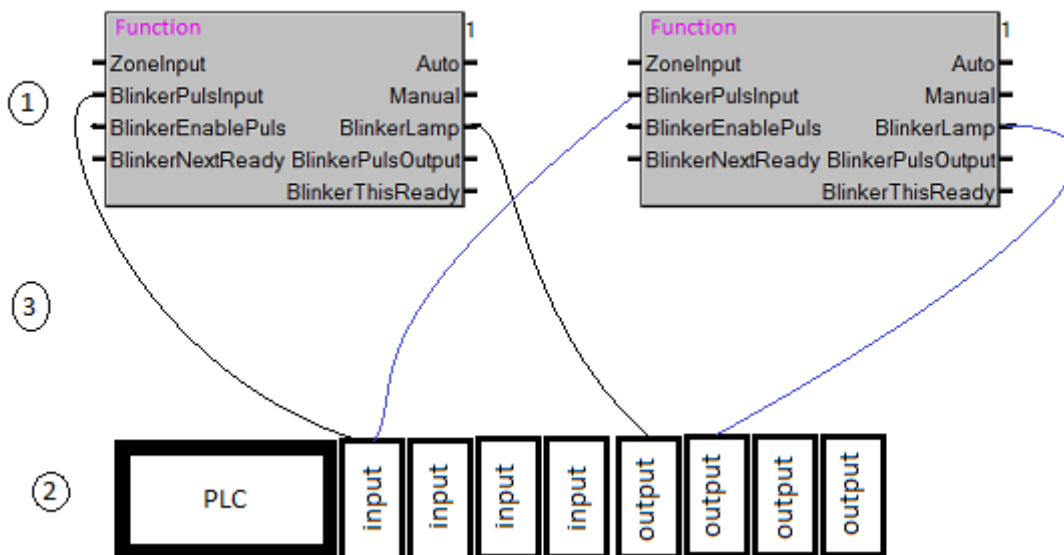 Function
1
ZoneInput Auto
BlinkerPulsInput Manual
BlinkerEnablePuls BlinkerLamp
BlinkerNextReady BlinkerPulsOutput
BlinkerThisReady
Function
1
ZoneInput Auto
BlinkerPulsInput Manual
BlinkerEnablePuls BlinkerLamp
BlinkerNextReady BlinkerPulsOutput
BlinkerThisReady
1
3
2
PLC
input
input
input
input
output
output
output
output